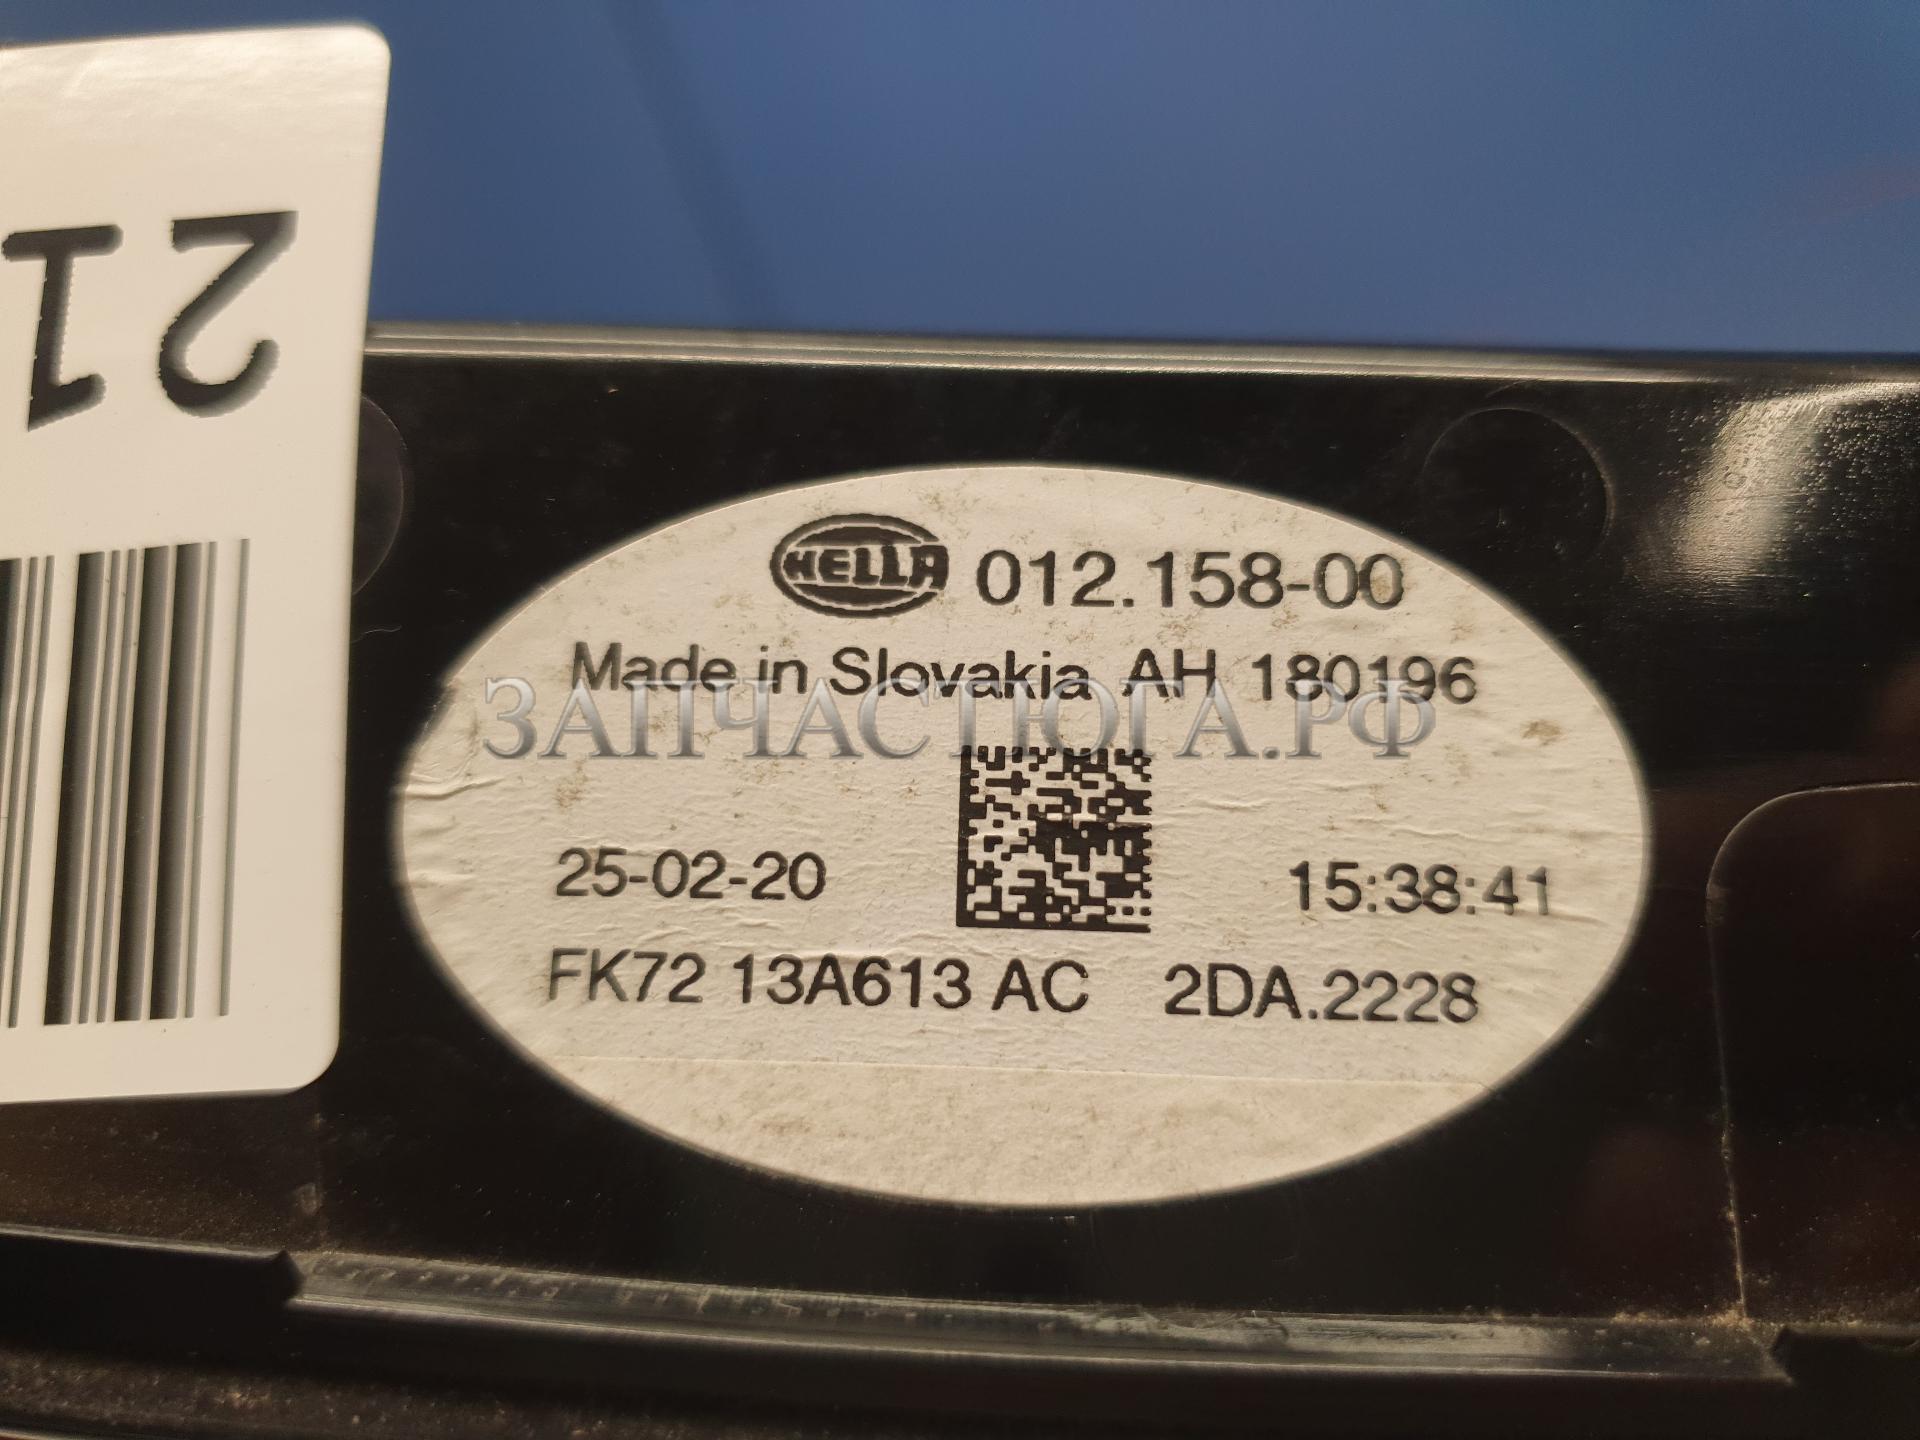 21
HELLA 012.158-00
Made in Slovakia AH 180196
ЗАПЧАСТЮГА.РФ
25-02-20 15:38:41
FK72 13A613 AC 2DA.2228